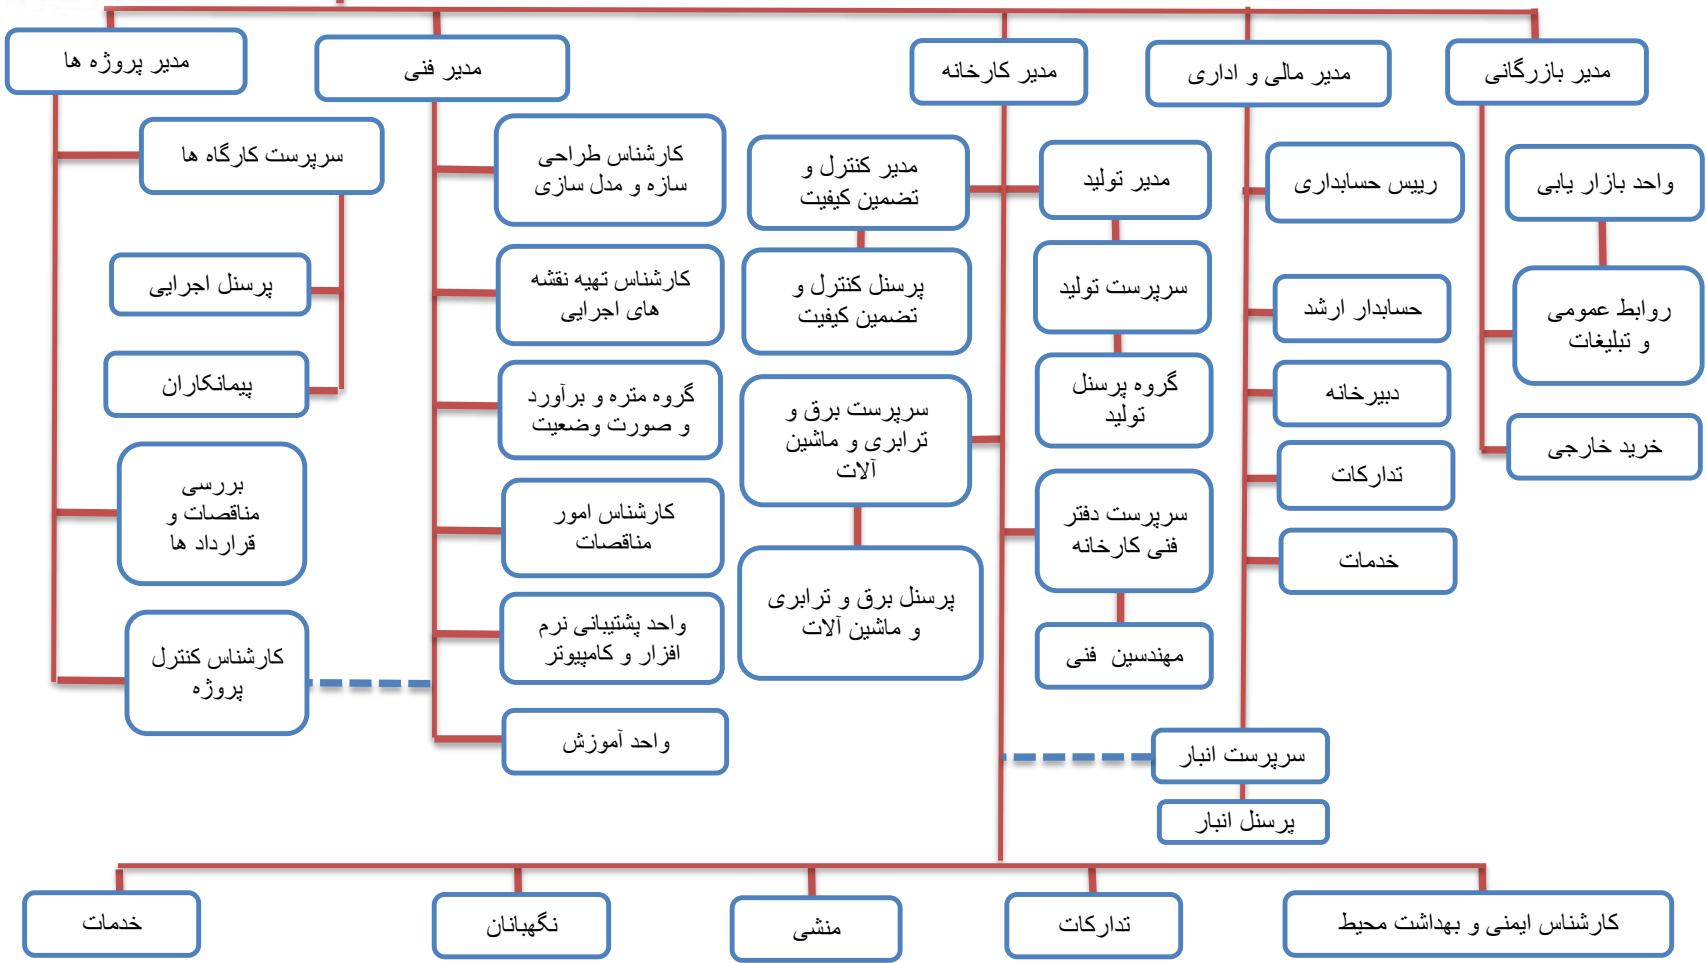 مدیر بازرگانی
مدیر مالی و اداری
مدیر کارخانه
مدیر فنی
مدیر پروژه ها
واحد بازار یابی
روابط عمومی
و تبلیغات
خرید خارجی
رییس حسابداری
حسابدار ارشد
دبیرخانه
تدارکات
خدمات
سرپرست انبار
پرسنل انبار
مدیر تولید
سرپرست تولید
گروه پرسنل
تولید
سرپرست دفتر
فنی کارخانه
مهندسین فنی
مدیر کنترل و
تضمین کیفیت
پرسنل کنترل و
تضمین کیفیت
سرپرست برق و
ترابری و ماشین
آلات
پرسنل برق و ترابری
و ماشین آلات
کارشناس طراحی
سازه و مدل سازی
کارشناس تهیه نقشه
های اجرایی
گروه متره و برآورد
و صورت وضعیت
کارشناس امور
مناقصات
واحد پشتیبانی نرم
افزار و کامپیوتر
واحد آموزش
سرپرست کارگاه ها
پرسنل اجرایی
پیمانکاران
بررسی
مناقصات و
قرارداد ها
کارشناس کنترل
پروژه
کارشناس ایمنی و بهداشت محیط
تدارکات
منشی
نگهبانان
خدمات